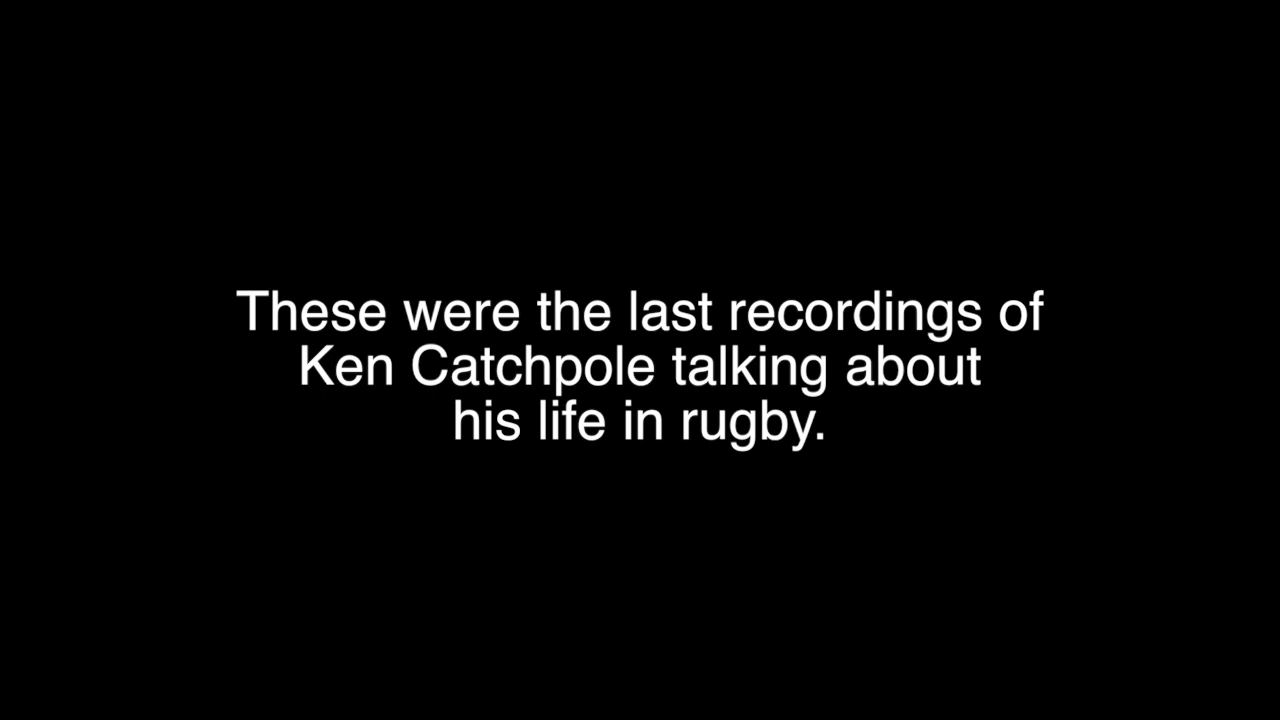 These were the last recordings of
Ken Catchpole talking about
his life in rugby.